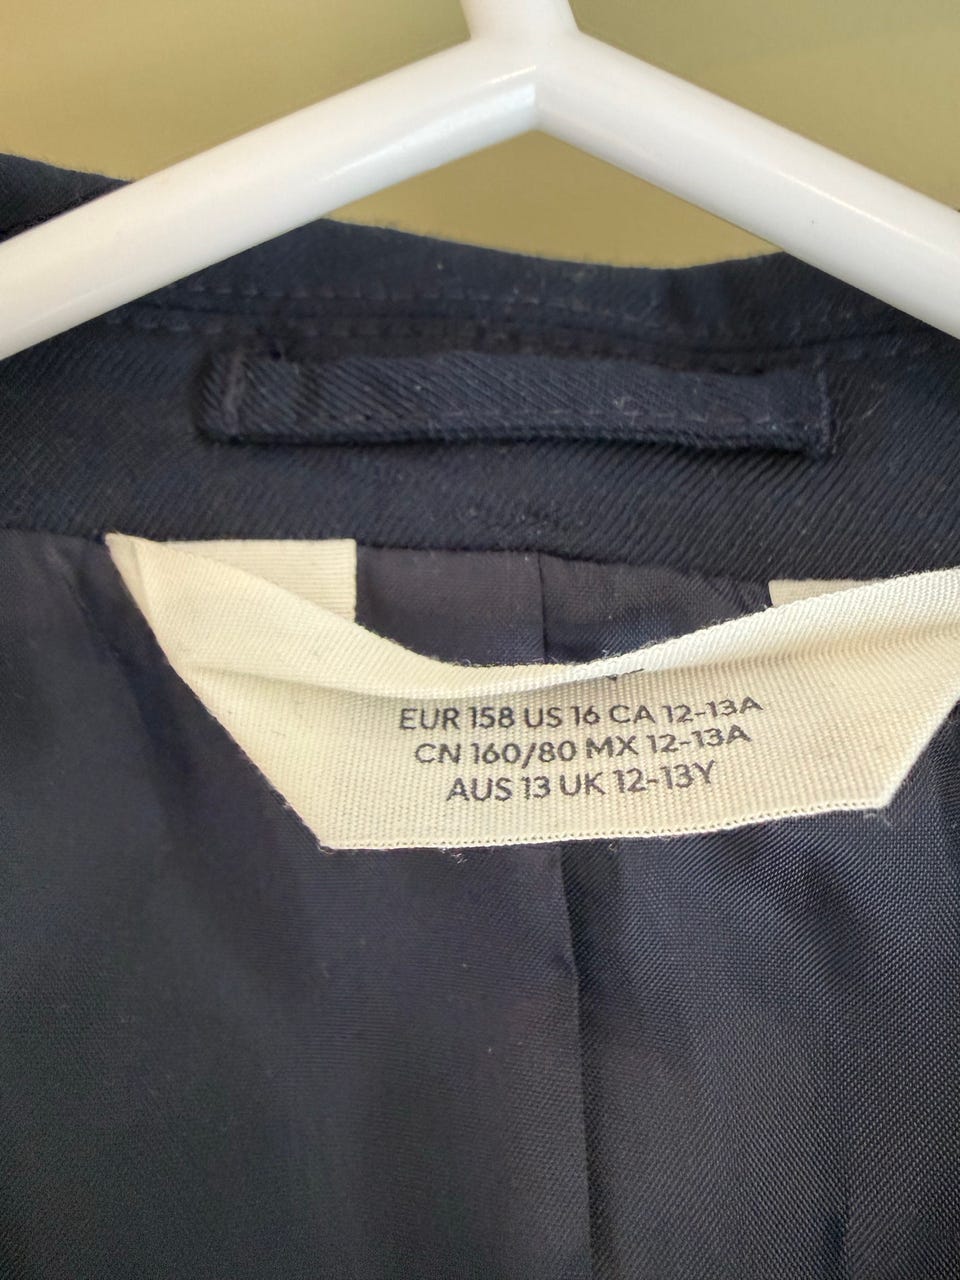 EUR 158 US 16 CA 12-13A
CN 160/80 MX 12-13A
AUS 13 UK 12-13Y